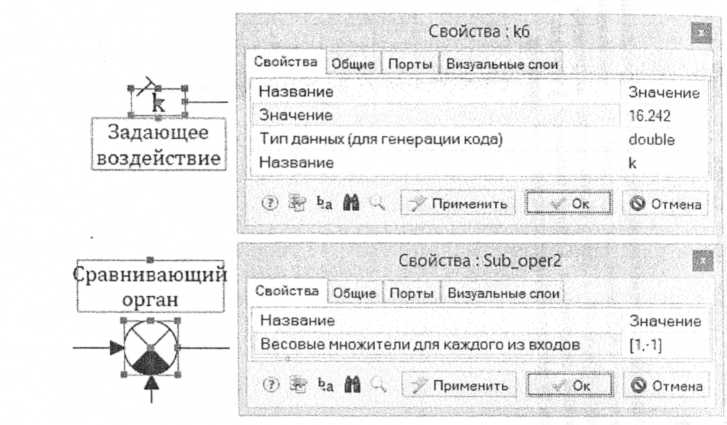 Свойства : k6
Свойства Общие Порты Визуальные слои
Название Значение
Значение 16.242
Тип данных (для генерации кода) double
Название k
? b,a Применить Ок Отмена
k
Задающее
воздействие
Свойства : Sub_oper2
Свойства Общие Порты Визуальные слои
Название Значение
Весовые множители для каждого из входов [1,-1]
? b,a Применить Ок Отмена
Сравнивающий
орган